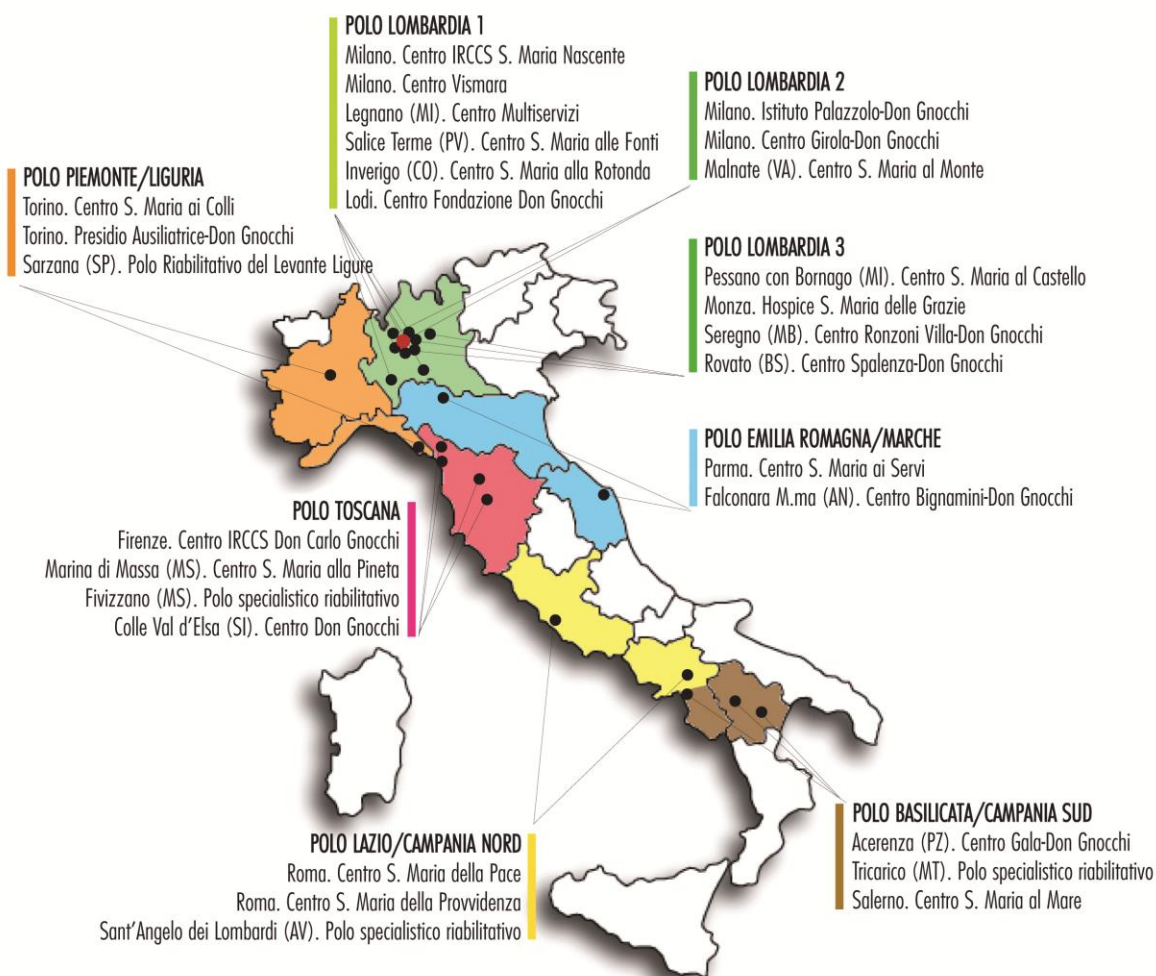 POLO LOMBARDIA 1
Milano. Centro IRCCS S. Maria Nascente
Milano. Centro Vismara
Legnano (MI). Centro Multiservizi
Salice Terme (PV). Centro S. Maria alle Fonti
Inverigo (CO). Centro S. Maria alla Rotonda
Lodi. Centro Fondazione Don Gnocchi
POLO LOMBARDIA 2
Milano. Istituto Palazzolo-Don Gnocchi
Milano. Centro Girola-Don Gnocchi
Malnate (VA). Centro S. Maria al Monte
POLO PIEMONTE/LIGURIA
Torino. Centro S. Maria ai Colli
Torino. Presidio Ausiliatrice-Don Gnocchi
Sarzana (SP). Polo Riabilitativo del Levante Ligure
POLO LOMBARDIA 3
Pessano con Bornago (MI). Centro S. Maria al Castello
Monza. Hospice S. Maria delle Grazie
Seregno (MB). Centro Ronzoni Villa-Don Gnocchi
Rovato (BS). Centro Spalenza-Don Gnocchi
POLO EMILIA ROMAGNA/MARCHE
Parma. Centro S. Maria ai Servi
Falconara M.ma (AN). Centro Bignamini-Don Gnocchi
POLO TOSCANA
Firenze. Centro IRCCS Don Carlo Gnocchi
Marina di Massa (MS). Centro S. Maria alla Pineta
Fivizzano (MS). Polo specialistico riabilitativo
Colle Val d'Elsa (SI). Centro Don Gnocchi
POLO LAZIO/CAMPANIA NORD
Roma. Centro S. Maria della Pace
Roma. Centro S. Maria della Provvidenza
Sant'Angelo dei Lombardi (AV). Polo specialistico riabilitativo
POLO BASILICATA/CAMPANIA SUD
Acerenza (PZ). Centro Gala-Don Gnocchi
Tricarico (MT). Polo specialistico riabilitativo
Salerno. Centro S. Maria al Mare